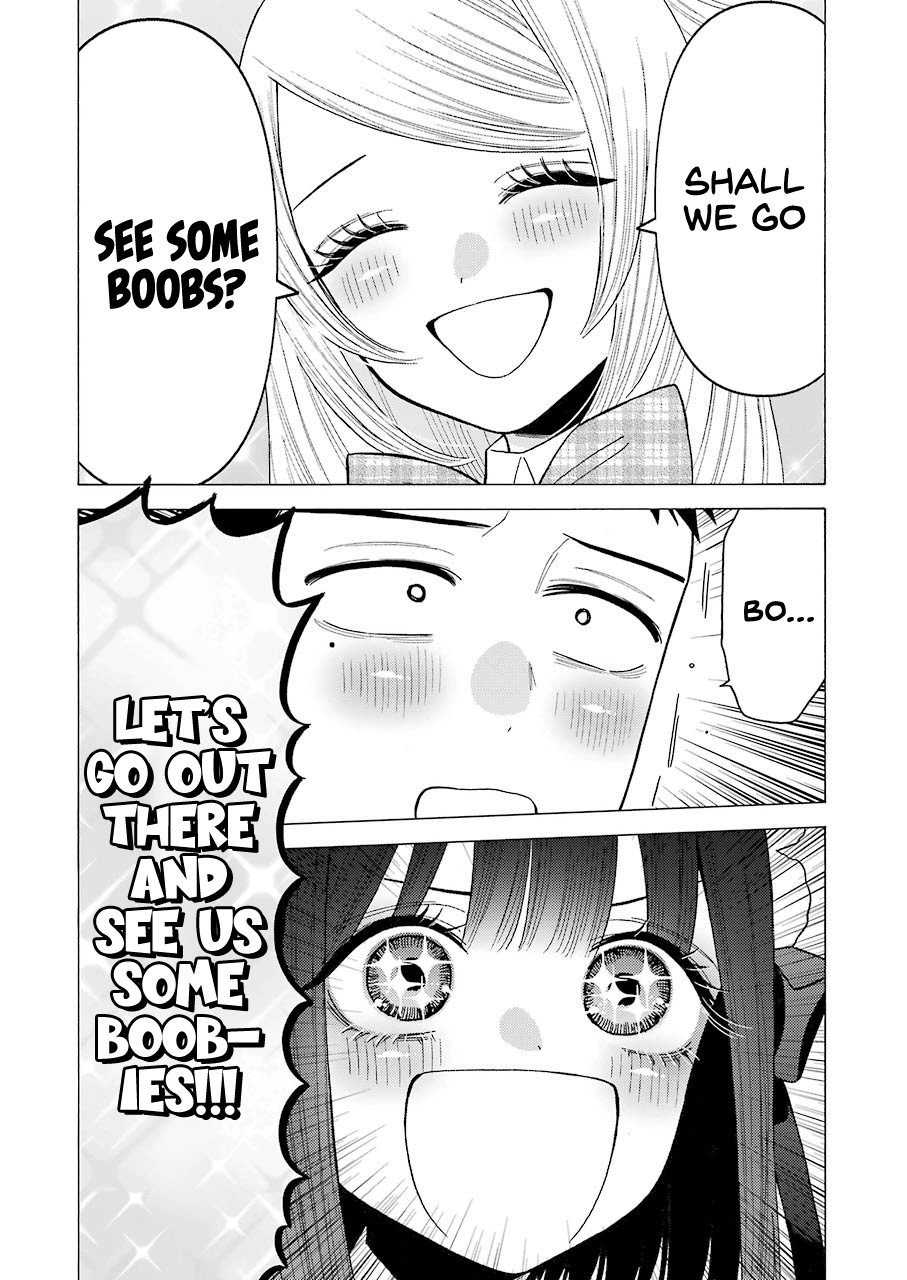 SHALL
WE GO
SEE SOME
BOOBS?
BO...
LET'S
GO OUT
THERE
AND
SEE US
SOME
BOOB-
IES!!!